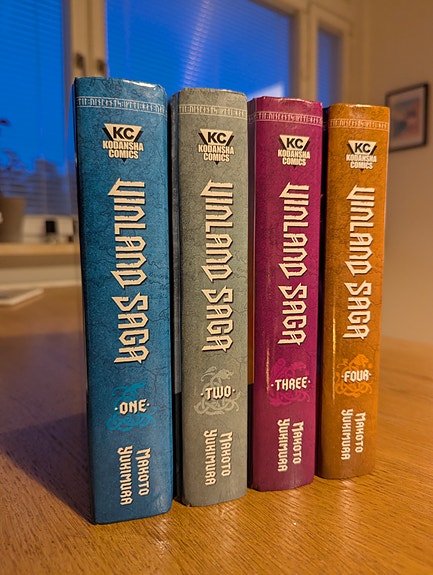 KC
KODANSHA
COMICS
VINLAND SAGA
·ONE·
MAKOTO
YUKIMURA
KC
KODANSHA
COMICS
VINLAND SAGA
·TWO·
MAKOTO
YUKIMURA
KC
KODANSHA
COMICS
VINLAND SAGA
·THREE·
MAKOTO
YUKIMURA
KC
KODANSHA
COMICS
VINLAND SAGA
·FOUR·
MAKOTO
YUKIMURA